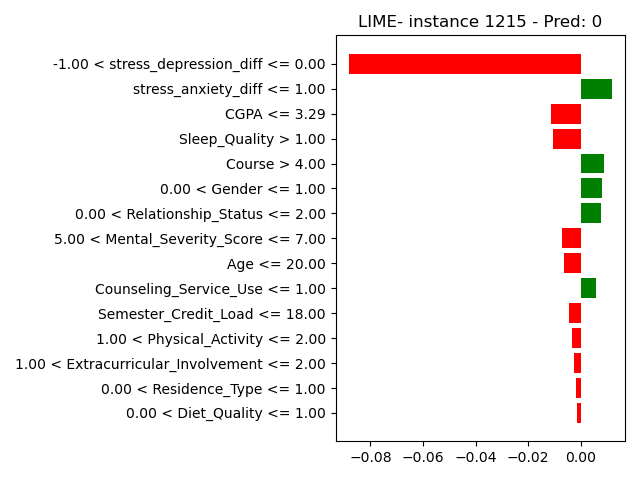 LIME- instance 1215 - Pred: 0
-1.00 < stress_depression_diff <= 0.00
stress_anxiety_diff <= 1.00
CGPA <= 3.29
Sleep_Quality > 1.00
Course > 4.00
0.00 < Gender <= 1.00
0.00 < Relationship_Status <= 2.00
5.00 < Mental_Severity_Score <= 7.00
Age <= 20.00
Counseling_Service_Use <= 1.00
Semester_Credit_Load <= 18.00
1.00 < Physical_Activity <= 2.00
1.00 < Extracurricular_Involvement <= 2.00
0.00 < Residence_Type <= 1.00
0.00 < Diet_Quality <= 1.00
−0.08 −0.06 −0.04 −0.02 0.00